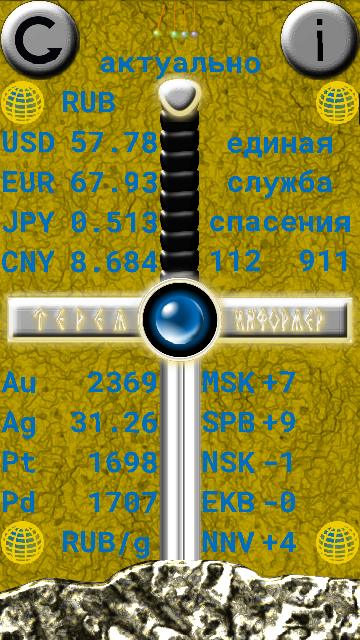 G i
актуально
RUB
USD 57.78 единая
EUR 67.93 служба
JPY 0.513 спасения
CNY 8.684 112 911
ТЕРЕМ ИНФОРМЕР
Au 2369 MSK +7
Ag 31.26 SPB +9
Pt 1698 NSK -1
Pd 1707 EKB -0
RUB/g NNV +4